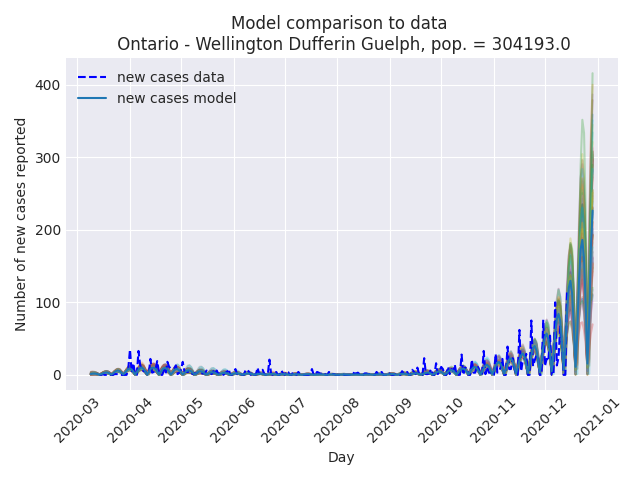 Model comparison to data
Ontario - Wellington Dufferin Guelph, pop. = 304193.0
new cases data
new cases model
Number of new cases reported
400
300
200
100
0
2020-03
2020-04
2020-05
2020-06
2020-07
2020-08
2020-09
2020-10
2020-11
2020-12
2021-01
Day